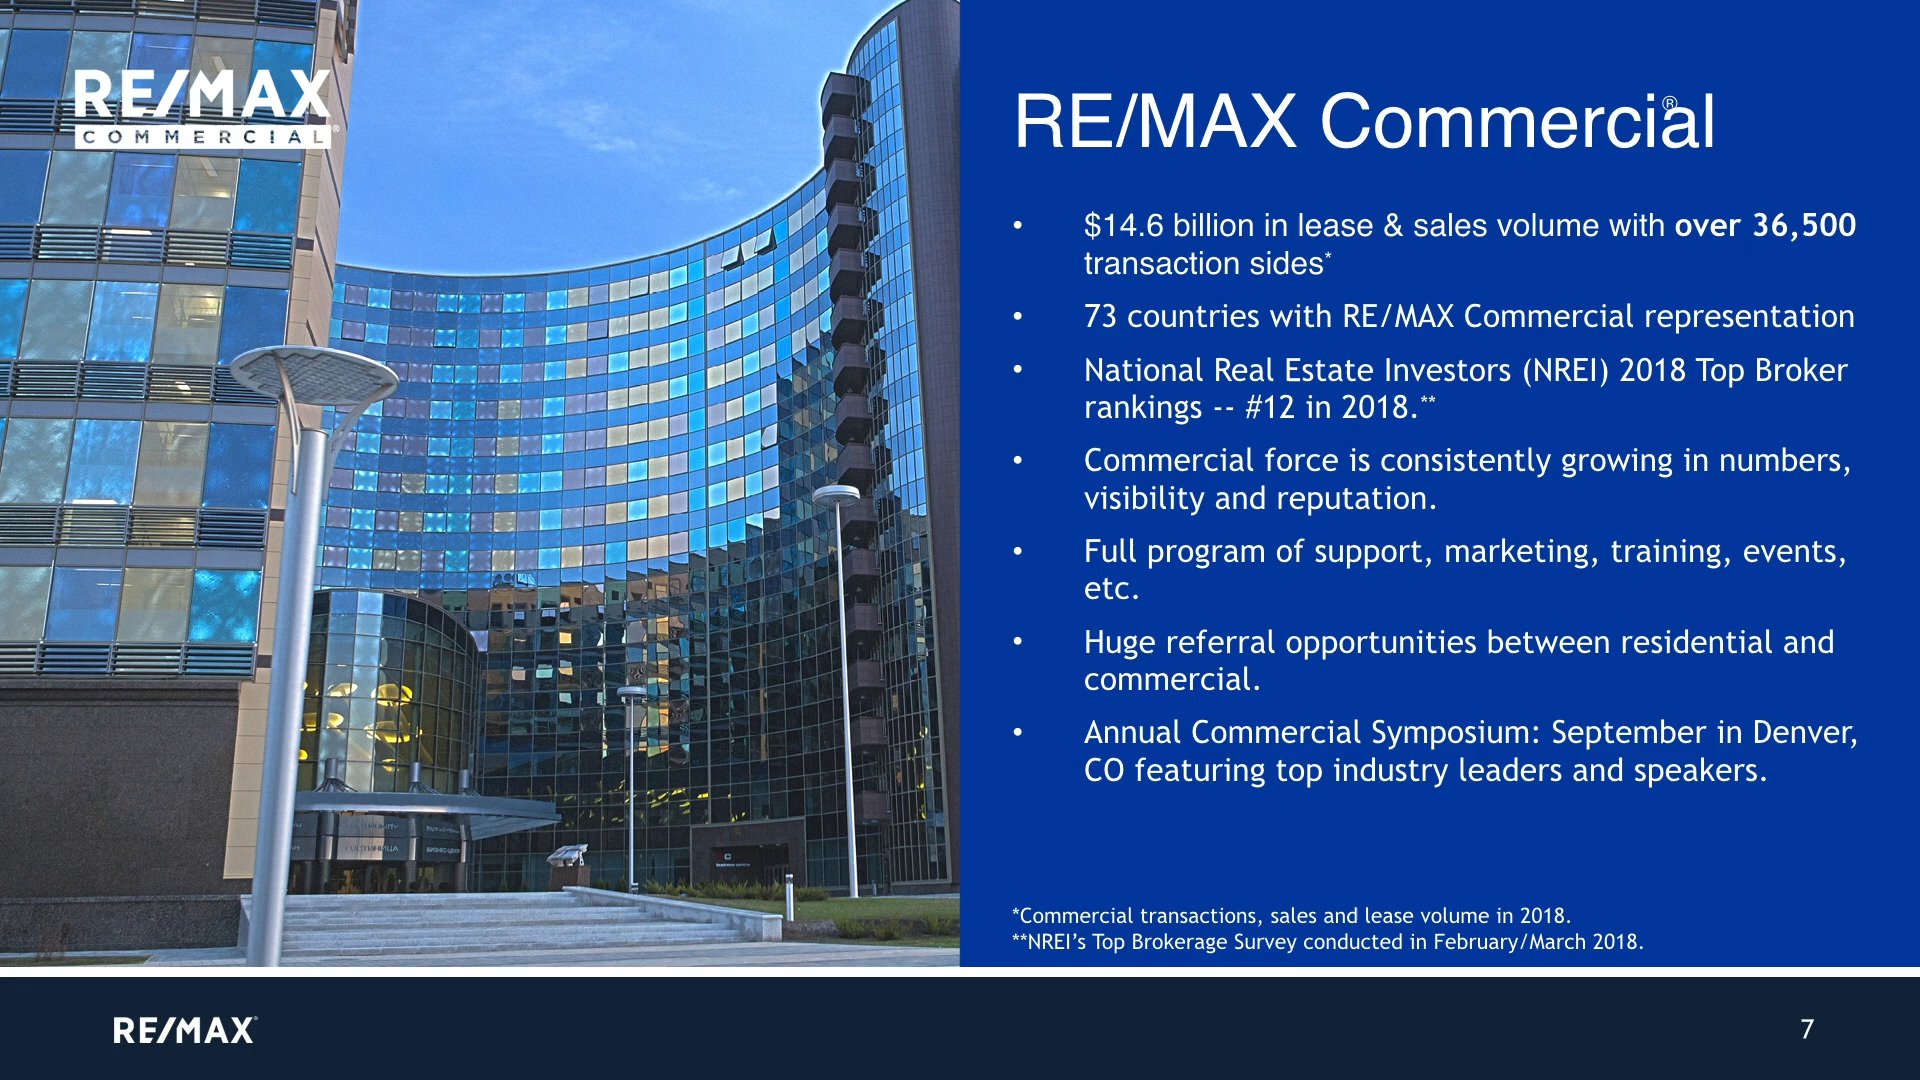 RE/MAX
COMMERCIAL®
RE/MAX Commercial®
• $14.6 billion in lease & sales volume with over 36,500
transaction sides*
• 73 countries with RE/MAX Commercial representation
• National Real Estate Investors (NREI) 2018 Top Broker
rankings -- #12 in 2018.**
• Commercial force is consistently growing in numbers,
visibility and reputation.
• Full program of support, marketing, training, events,
etc.
• Huge referral opportunities between residential and
commercial.
• Annual Commercial Symposium: September in Denver,
CO featuring top industry leaders and speakers.
ГОСТИНИЦА
БИЗНЕС-ЦЕНТР
*Commercial transactions, sales and lease volume in 2018.
**NREI’s Top Brokerage Survey conducted in February/March 2018.
RE/MAX®
7